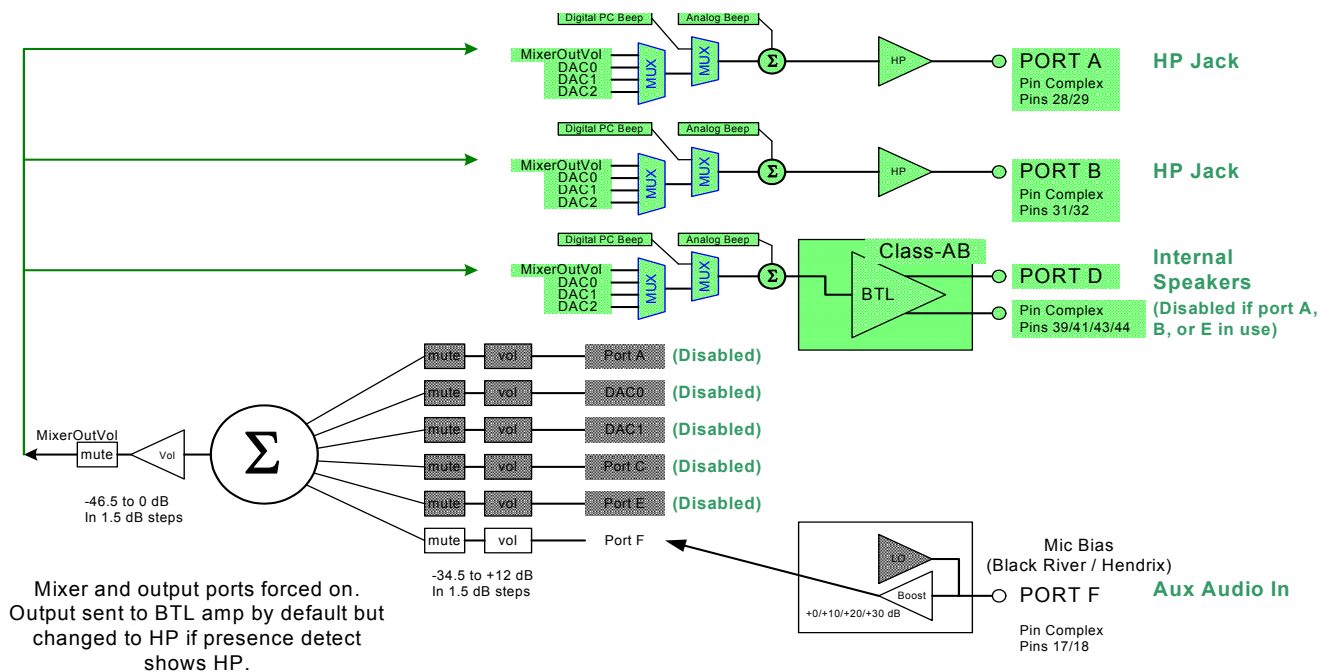 Digital PC Beep
Analog Beep
MixerOutVol
DAC0
DAC1
DAC2
MUX
MUX
Σ
HP
PORT A
Pin Complex
Pins 28/29
HP Jack
Digital PC Beep
Analog Beep
MixerOutVol
DAC0
DAC1
DAC2
MUX
MUX
Σ
HP
PORT B
Pin Complex
Pins 31/32
HP Jack
Digital PC Beep
Analog Beep
MixerOutVol
DAC0
DAC1
DAC2
MUX
MUX
Σ
Class-AB
BTL
PORT D
Pin Complex
Pins 39/41/43/44
Internal
Speakers
(Disabled if port A,
B, or E in use)
mute vol Port A (Disabled)
mute vol DAC0 (Disabled)
mute vol DAC1 (Disabled)
mute vol Port C (Disabled)
mute vol Port E (Disabled)
mute vol Port F
-34.5 to +12 dB
In 1.5 dB steps
Σ
MixerOutVol
mute
Vol
-46.5 to 0 dB
In 1.5 dB steps
LO
Boost
+0/+10/+20/+30 dB
Mic Bias
(Black River / Hendrix)
PORT F
Pin Complex
Pins 17/18
Aux Audio In
Mixer and output ports forced on.
Output sent to BTL amp by default but
changed to HP if presence detect
shows HP.